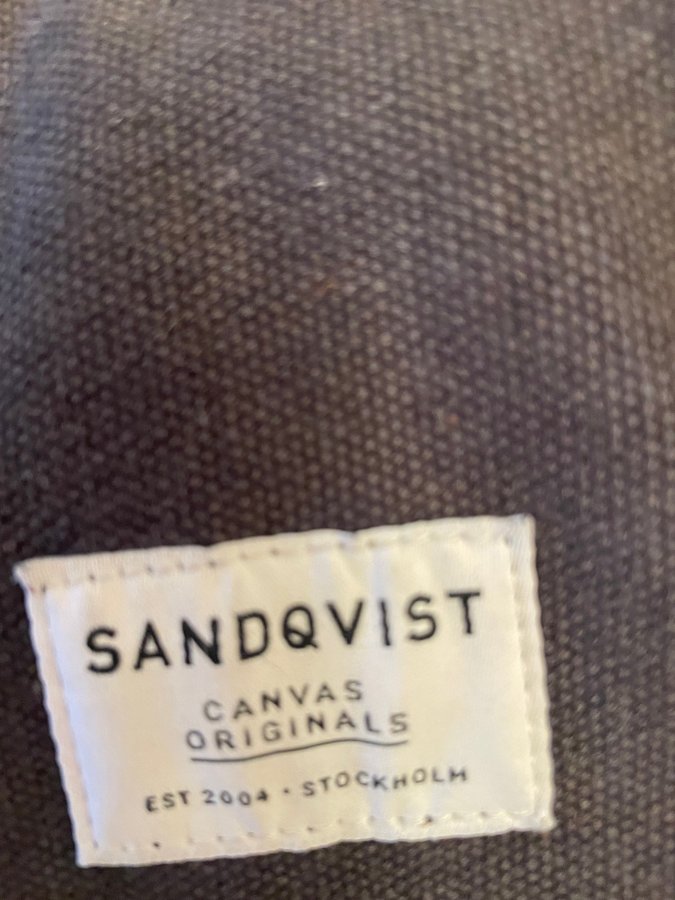 SANDQVIST
CANVAS
ORIGINALS
EST 2004 · STOCKHOLM